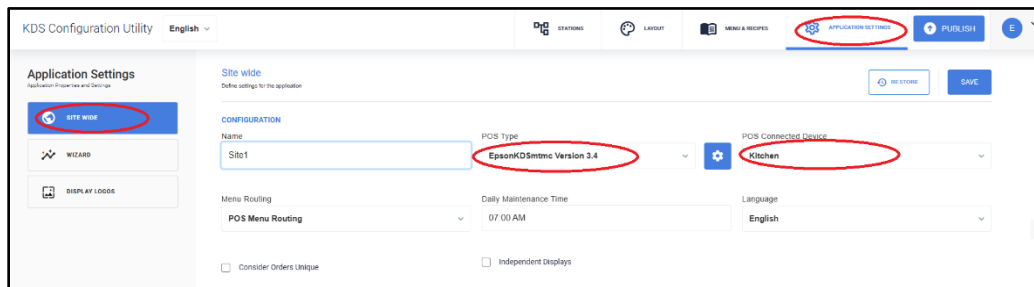 KDS Configuration Utility English STATIONS LAYOUT MENU & RECIPES APPLICATION SETTINGS PUBLISH E
Application Settings
Application Properties and Settings
SITE WIDE
WIZARD
DISPLAY LOGOS
Site wide
Define settings for the application
RESTORE SAVE
CONFIGURATION
Name POS Type POS Connected Device
Site1 EpsonKDSmtmc Version 3.4 Kitchen
Menu Routing Daily Maintenance Time Language
POS Menu Routing 07:00 AM English
Consider Orders Unique Independent Displays